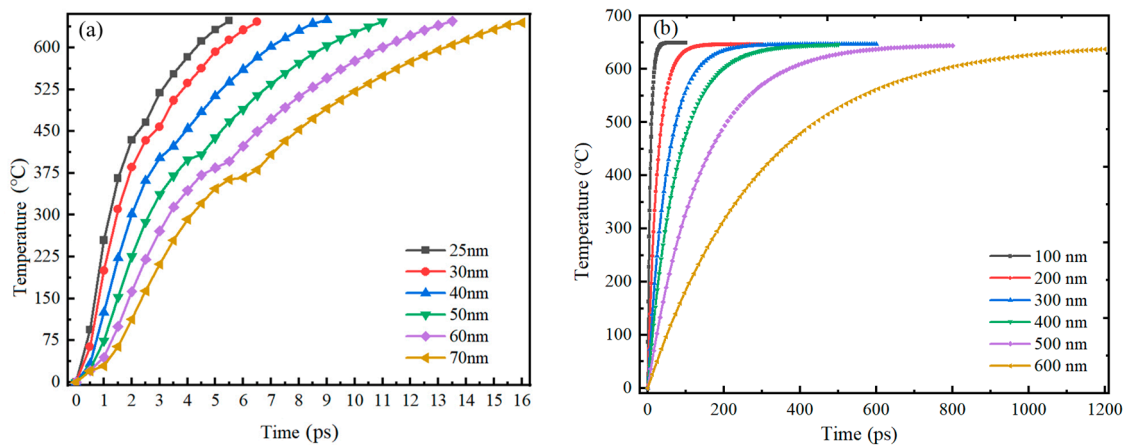 (a)
Temperature (℃)
650
600
525
450
375
300
225
150
75
0
25nm
30nm
40nm
50nm
60nm
70nm
0 1 2 3 4 5 6 7 8 9 10 11 12 13 14 15 16
Time (ps)
(b)
Temperature (℃)
700
600
500
400
300
200
100
0
100 nm
200 nm
300 nm
400 nm
500 nm
600 nm
0 200 400 600 800 1000 1200
Time (ps)